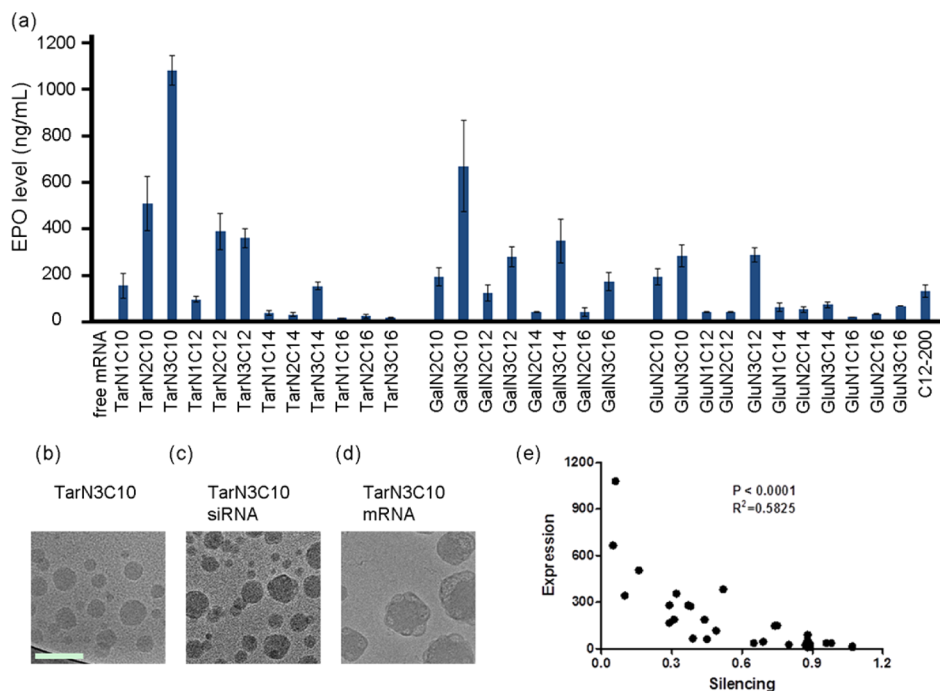 (a)
EPO level (ng/mL)
1200
1000
800
600
400
200
0
free mRNA
TarN1C10
TarN2C10
TarN3C10
TarN1C12
TarN2C12
TarN3C12
TarN1C14
TarN2C14
TarN3C14
TarN1C16
TarN2C16
TarN3C16
GalN2C10
GalN3C10
GalN2C12
GalN3C12
GalN2C14
GalN3C14
GalN2C16
GalN3C16
GluN2C10
GluN3C10
GluN1C12
GluN2C12
GluN3C12
GluN1C14
GluN2C14
GluN3C14
GluN1C16
GluN2C16
GluN3C16
C12-200
(b)
TarN3C10
(c)
TarN3C10
siRNA
(d)
TarN3C10
mRNA
(e)
Expression
1200
900
600
300
0
P < 0.0001
R²=0.5825
0.0 0.3 0.6 0.9 1.2
Silencing